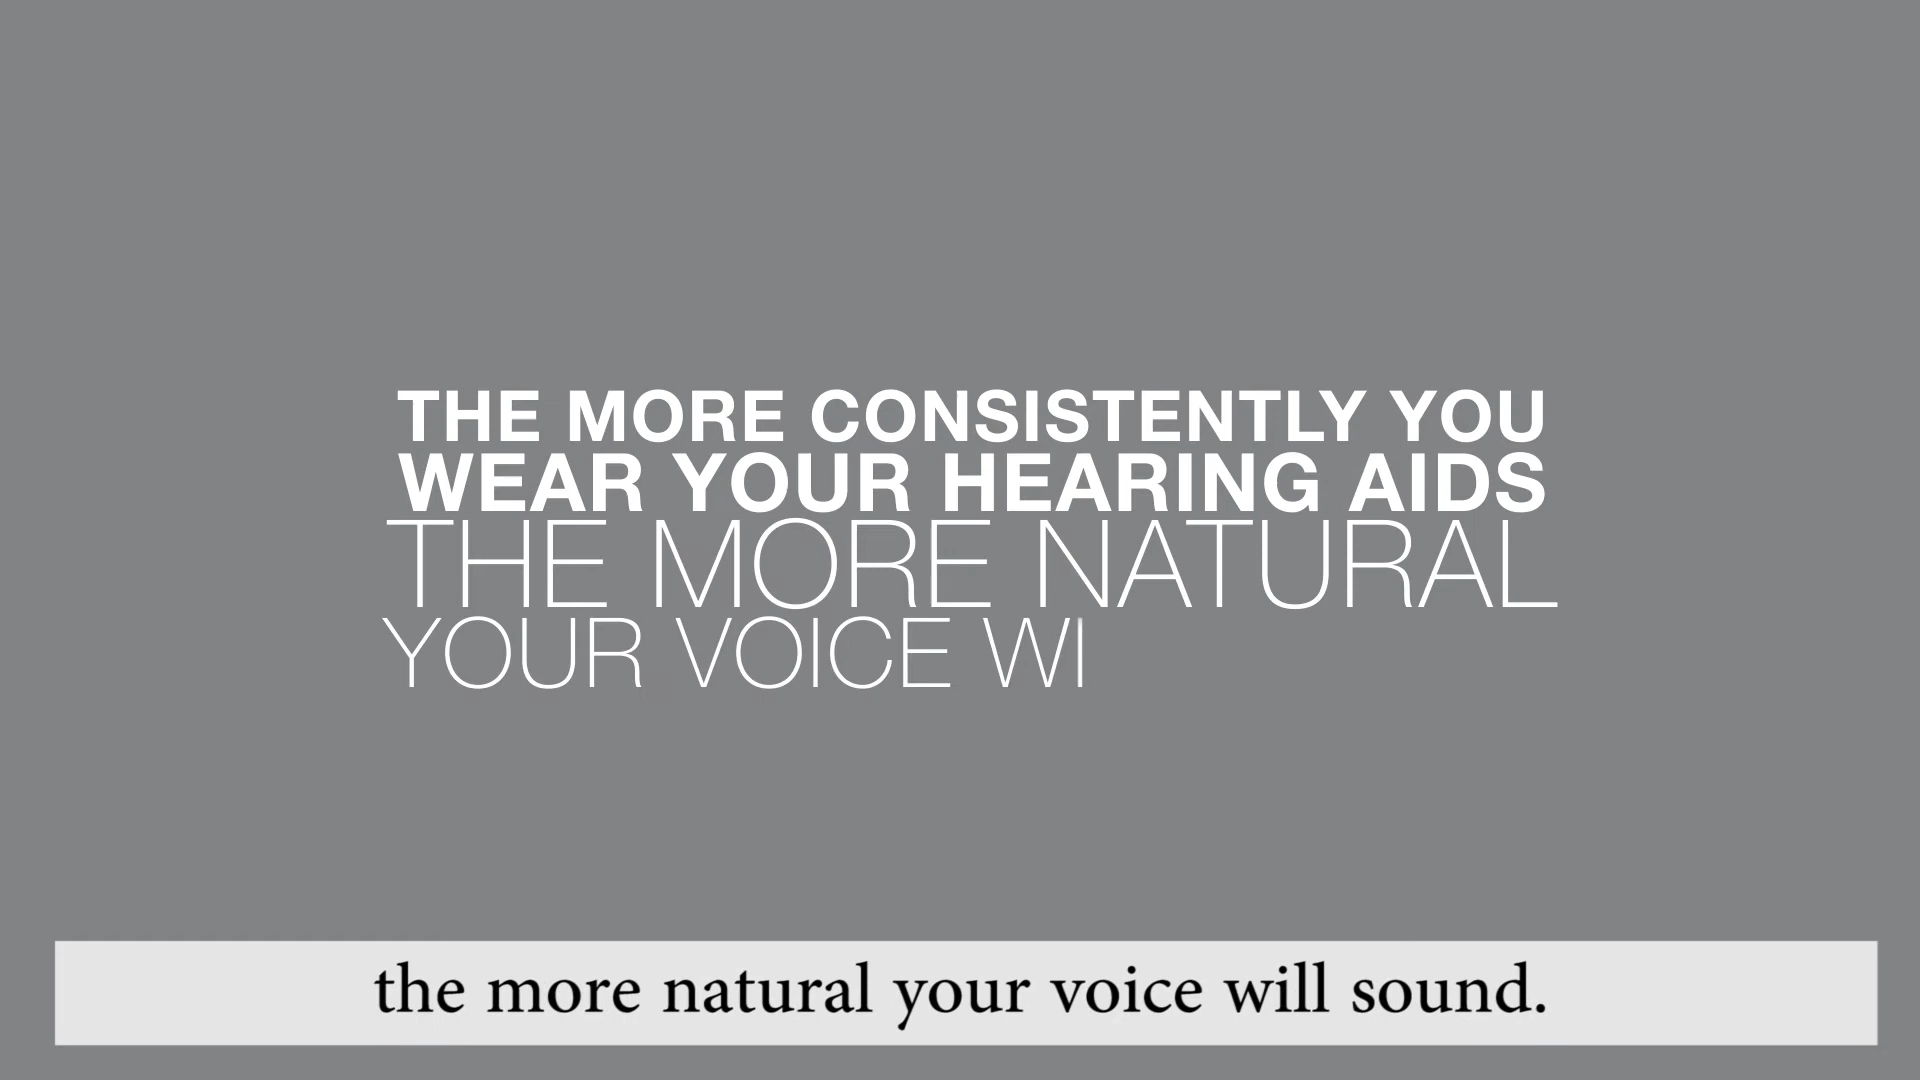 THE MORE CONSISTENTLY YOU
WEAR YOUR HEARING AIDS
THE MORE NATURAL
YOUR VOICE WI
the more natural your voice will sound.